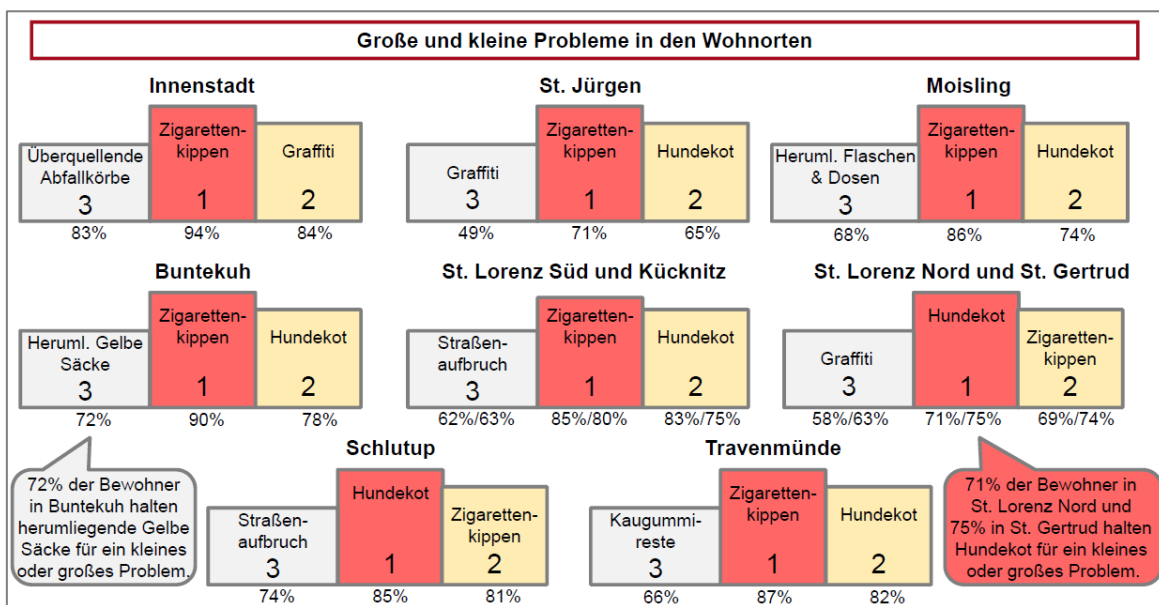 Große und kleine Probleme in den Wohnorten
Innenstadt
Überquellende
Abfallkörbe
3
83%
Zigaretten-
kippen
1
94%
Graffiti
2
84%
St. Jürgen
Graffiti
3
49%
Zigaretten-
kippen
1
71%
Hundekot
2
65%
Moisling
Heruml. Flaschen
& Dosen
3
68%
Zigaretten-
kippen
1
86%
Hundekot
2
74%
Buntekuh
Heruml. Gelbe
Säcke
3
72%
Zigaretten-
kippen
1
90%
Hundekot
2
78%
St. Lorenz Süd und Kücknitz
Straßen-
aufbruch
3
62%/63%
Zigaretten-
kippen
1
85%/80%
Hundekot
2
83%/75%
St. Lorenz Nord und St. Gertrud
Graffiti
3
58%/63%
Hundekot
1
71%/75%
Zigaretten-
kippen
2
69%/74%
72% der Bewohner
in Buntekuh halten
herumliegende Gelbe
Säcke für ein kleines
oder großes Problem.
Schlutup
Straßen-
aufbruch
3
74%
Hundekot
1
85%
Zigaretten-
kippen
2
81%
Travenmünde
Kaugummi-
reste
3
66%
Zigaretten-
kippen
1
87%
Hundekot
2
82%
71% der Bewohner in
St. Lorenz Nord und
75% in St. Gertrud halten
Hundekot für ein kleines
oder großes Problem.